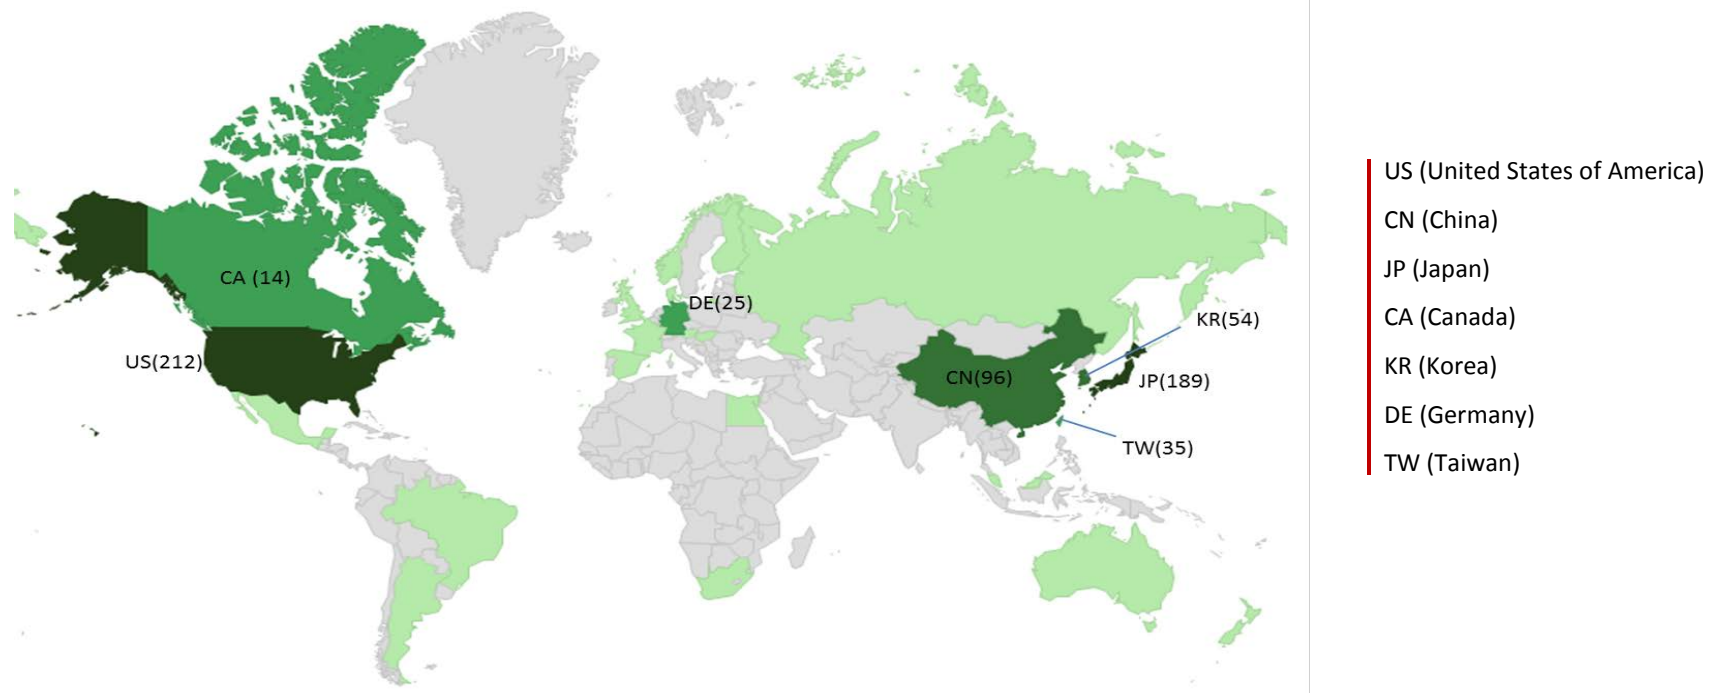 CA (14)
DE(25)
KR(54)
US(212)
CN(96)
JP(189)
TW(35)
US (United States of America)
CN (China)
JP (Japan)
CA (Canada)
KR (Korea)
DE (Germany)
TW (Taiwan)